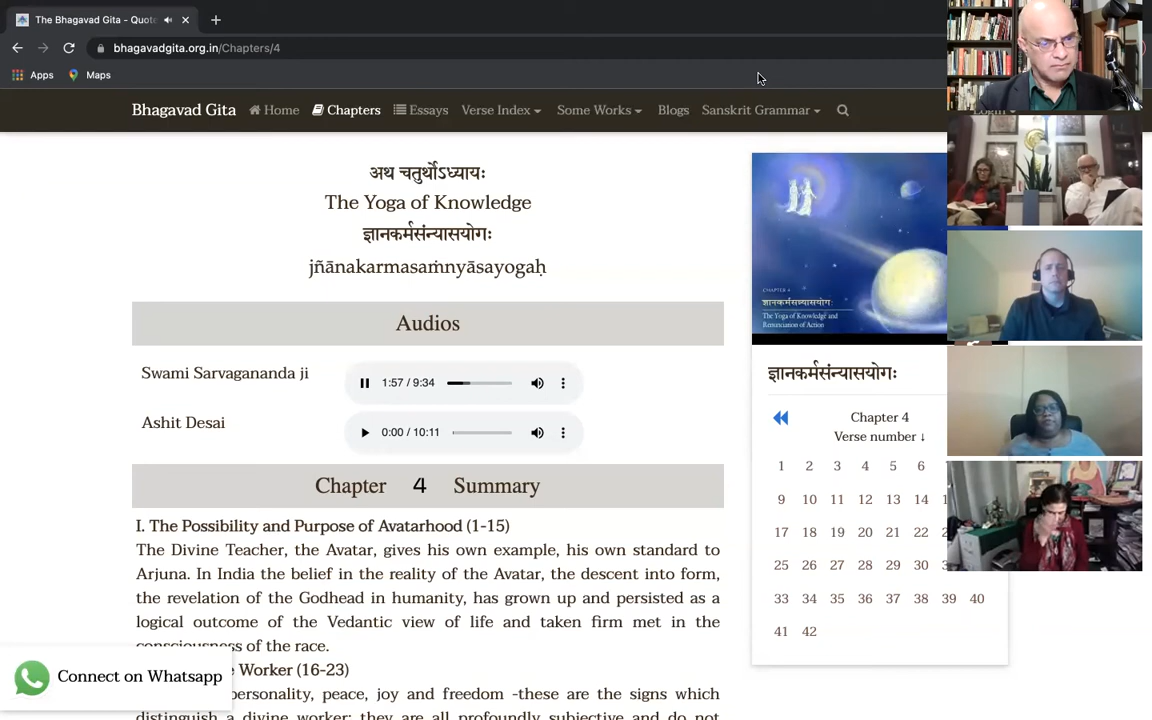 The Bhagavad Gita - Quote
bhagavadgita.org.in/Chapters/4
Apps Maps
Bhagavad Gita Home Chapters Essays Verse Index Some Works Blogs Sanskrit Grammar
अथ चतुर्थोऽध्यायः
The Yoga of Knowledge
ज्ञानकर्मसंन्यासयोगः
jñānakarmasaṁnyāsayogaḥ
Audios
Swami Sarvagananda ji 1:57 / 9:34
Ashit Desai 0:00 / 10:11
Chapter 4 Summary
I. The Possibility and Purpose of Avatarhood (1-15)
The Divine Teacher, the Avatar, gives his own example, his own standard to
Arjuna. In India the belief in the reality of the Avatar, the descent into form,
the revelation of the Godhead in humanity, has grown up and persisted as a
logical outcome of the Vedantic view of life and taken firm met in the
consciousness of the race.
Worker (16-23)
personality, peace, joy and freedom -these are the signs which
distinguish a divine worker; they are all profoundly subjective and do not
Connect on Whatsapp
CHAPTER 4
ज्ञानकर्मसंन्यासयोगः
The Yoga of Knowledge and
Renunciation of Action
ज्ञानकर्मसंन्यासयोगः
Chapter 4
Verse number ↓
1 2 3 4 5 6
9 10 11 12 13 14
17 18 19 20 21 22
25 26 27 28 29 30
33 34 35 36 37 38 39 40
41 42